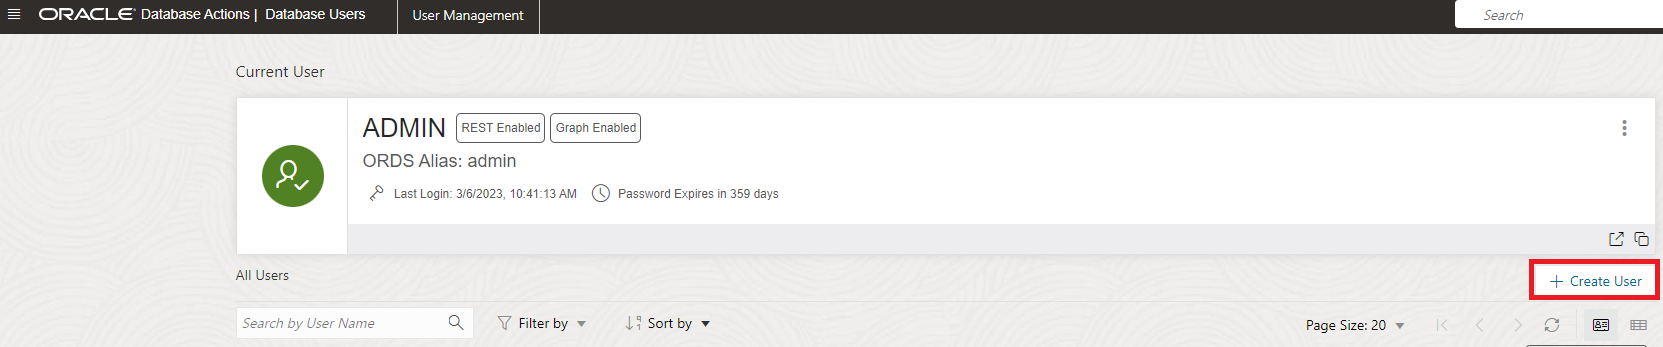 ORACLE Database Actions | Database Users User Management Search
Current User
ADMIN REST Enabled Graph Enabled
ORDS Alias: admin
Last Login: 3/6/2023, 10:41:13 AM Password Expires in 359 days
All Users
Create User
Search by User Name Filter by Sort by Page Size: 20